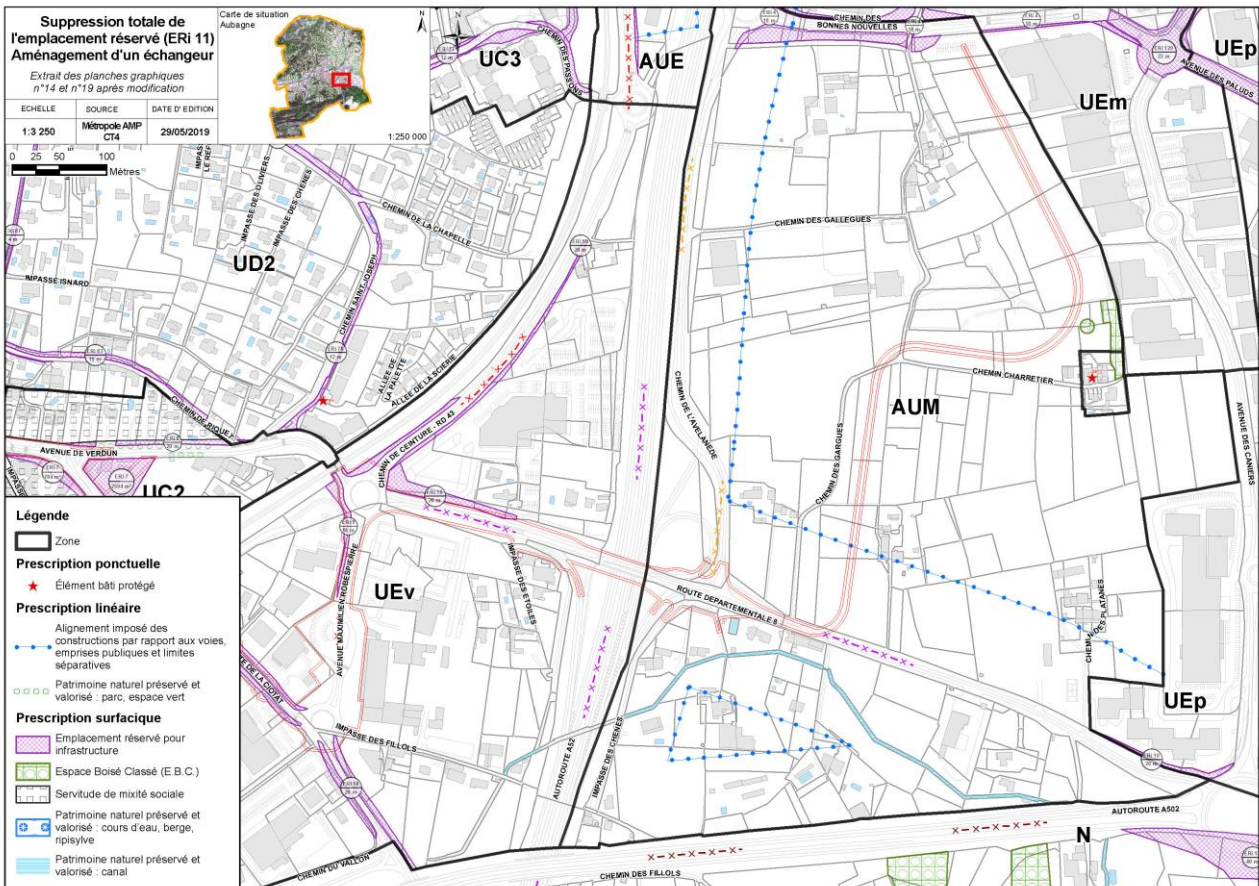 Suppression totale de
l'emplacement réservé (ERi 11)
Aménagement d'un échangeur
Extrait des planches graphiques
n°14 et n°19 après modification
ECHELLE SOURCE DATE D' EDITION
1:3 250 Métropole AMP
CT4 29/05/2019
Carte de situation
Aubagne
N
1:250 000
0 25 50 100
Mètres
N
UC3
AUE
UEp
UEm
UD2
AUM
UC2
UEv
UEp
N
CHEMIN DES
BONNES NOUVELLES
CHEMIN DES PASSONS
AVENUE DES PALUDS
IMPASSE DES OLIVIERS
IMPASSE DES CHENES
CHEMIN DE LA CHAPELLE
CHEMIN DES GALLEGUES
IMPASSE ISNARD
CHEMIN SAINT-JOSEPH
ALLEE DE
LA PALETTE
ALLEE DE LA SCIERIE
CHEMIN DE L'AVELANEDE
CHEMIN CHARRETIER
CHEMIN DE RIQUET
AVENUE DE VERDUN
CHEMIN DE CEINTURE - RD 43
CHEMIN DES GARGUES
AVENUE DES CANIERS
AVENUE MAXIMILIEN ROBESPIERRE
IMPASSE DES ETOILES
ROUTE DEPARTEMENTALE 8
CHEMIN DES PLATANES
IMPASSE DES FILLOLS
AUTOROUTE A52
IMPASSE DES CHENES
AUTOROUTE A502
CHEMIN DU VALLON
CHEMIN DES FILLOLS
Légende
Zone
Prescription ponctuelle
Élément bâti protégé
Prescription linéaire
Alignement imposé des
constructions par rapport aux voies,
emprises publiques et limites
séparatives
Patrimoine naturel préservé et
valorisé : parc, espace vert
Prescription surfacique
Emplacement réservé pour
infrastructure
Espace Boisé Classé (E.B.C.)
Servitude de mixité sociale
Patrimoine naturel préservé et
valorisé : cours d'eau, berge,
ripisylve
Patrimoine naturel préservé et
valorisé : canal